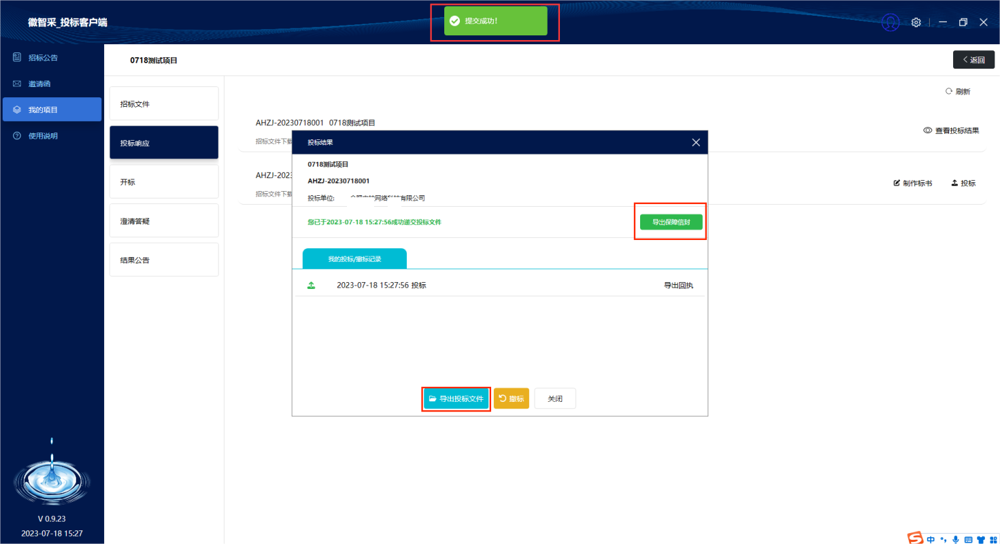 徽智采_投标客户端
提交成功!
招标公告
邀请函
我的项目
使用说明
0718测试项目
返回
招标文件
投标响应
开标
澄清答疑
结果公告
刷新
AHZJ-20230718001 0718测试项目
招标文件下载
查看投标结果
AHZJ-2023
招标文件下载
制作标书 投标
投标结果
0718测试项目
AHZJ-20230718001
投标单位: 网络科技有限公司
您已于2023-07-18 15:27:56成功递交投标文件
导出保障信封
我的投标/撤标记录
2023-07-18 15:27:56 投标 导出回执
导出投标文件 撤标 关闭
V 0.9.23
2023-07-18 15:27
中